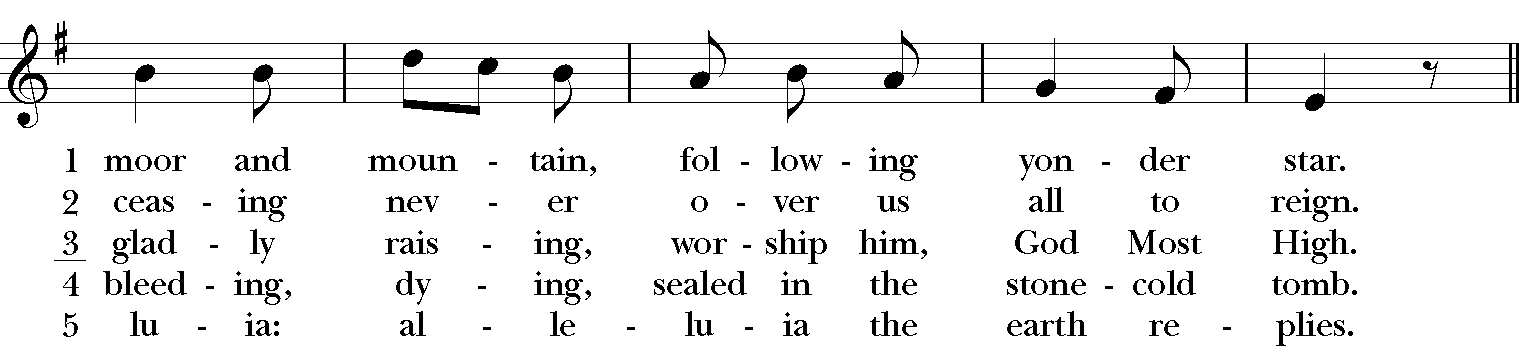 1 moor and moun - tain, fol - low - ing yon - der star.
2 ceas - ing nev - er o - ver us all to reign.
3 glad - ly rais - ing, wor - ship him, God Most High.
4 bleed - ing, dy - ing, sealed in the stone - cold tomb.
5 lu - ia: al - le - lu - ia the earth re - plies.